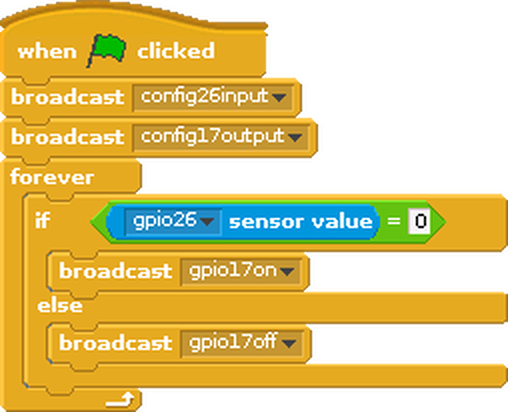 when clicked
broadcast config26input
broadcast config17output
forever
if gpio26 sensor value = 0
broadcast gpio17on
else
broadcast gpio17off